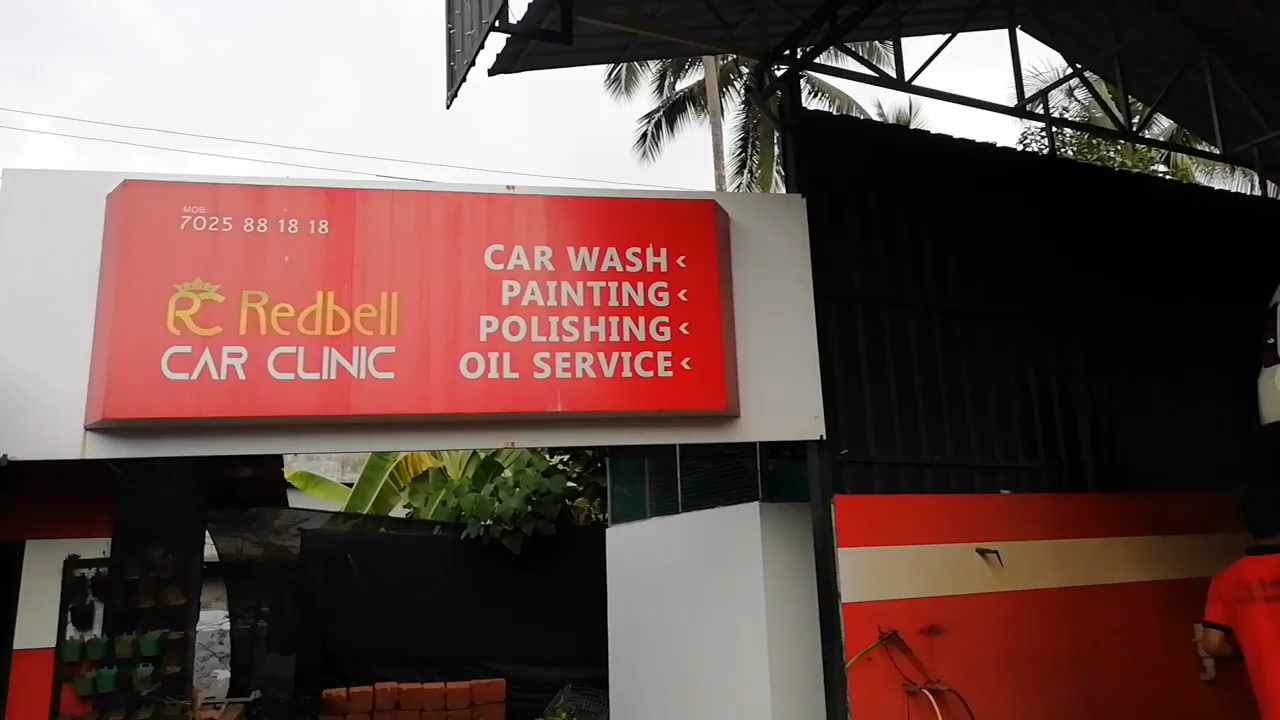 MOB:
7025 88 18 18
RC Redbell
CAR CLINIC
CAR WASH <
PAINTING <
POLISHING <
OIL SERVICE <